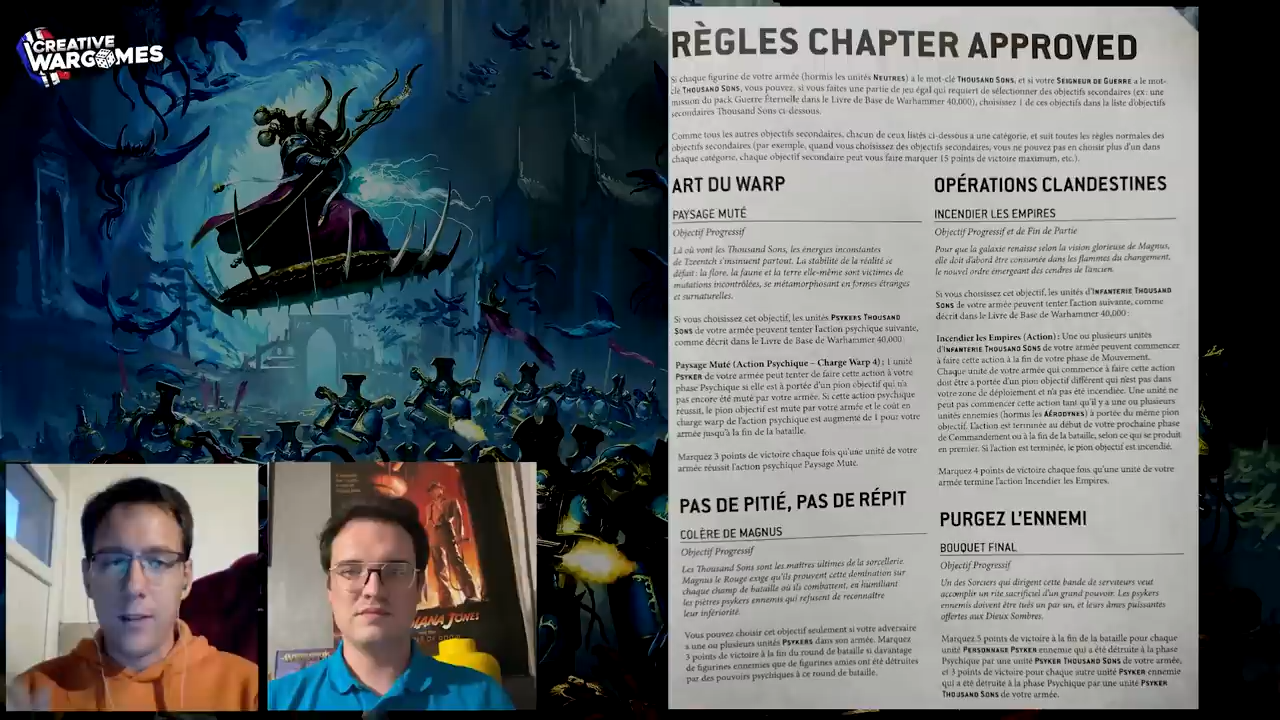 CREATIVE
WARGOMES
RÈGLES CHAPTER APPROVED
Si chaque figurine de votre armée (hormis les unités NEUTRES) a le mot-clé THOUSAND SONS, et si votre SEIGNEUR DE GUERRE a le mot-
clé THOUSAND SONS, vous pouvez, si vous faites une partie de jeu égal qui requiert de sélectionner des objectifs secondaires (ex: une
mission du pack Guerre Éternelle dans le Livre de Base de Warhammer 40,000), choisissez 1 de ces objectifs dans la liste d'objectifs
secondaires Thousand Sons ci-dessous.
Comme tous les autres objectifs secondaires, chacun de ceux listés ci-dessous a une catégorie, et suit toutes les règles normales des
objectifs secondaires (par exemple, quand vous choisissez des objectifs secondaires, vous ne pouvez pas en choisir plus d'un dans
chaque catégorie, chaque objectif secondaire peut vous faire marquer 15 points de victoire maximum, etc.).
ART DU WARP
PAYSAGE MUTÉ
Objectif Progressif
Là où vont les Thousand Sons, les énergies inconstantes
de Tzeentch s'insinuent partout. La stabilité de la réalité se
défait : la flore, la faune et la terre elle-même sont victimes de
mutations incontrôlées, se métamorphosant en formes étranges
et surnaturelles.
Si vous choisissez cet objectif, les unités PSYKERS THOUSAND
SONS de votre armée peuvent tenter l'action psychique suivante,
comme décrit dans le Livre de Base de Warhammer 40,000:
Paysage Muté (Action Psychique – Charge Warp 4) : 1 unité
PSYKER de votre armée peut tenter de faire cette action à votre
phase Psychique si elle est à portée d'un pion objectif qui n'a
pas encore été muté par votre armée. Si cette action psychique
réussit, le pion objectif est muté par votre armée et le coût en
charge warp de l'action psychique est augmenté de 1 pour votre
armée jusqu'à la fin de la bataille.
Marquez 3 points de victoire chaque fois qu'une unité de votre
armée réussit l'action psychique Paysage Muté.
PAS DE PITIÉ, PAS DE RÉPIT
COLÈRE DE MAGNUS
Objectif Progressif
Les Thousand Sons sont les maîtres ultimes de la sorcellerie.
Magnus le Rouge exige qu'ils prouvent cette domination sur
chaque champ de bataille où ils combattent, en humiliant
les piètres psykers ennemis qui refusent de reconnaître
leur infériorité.
Vous pouvez choisir cet objectif seulement si votre adversaire
a une ou plusieurs unités PSYKERS dans son armée. Marquez
3 points de victoire à la fin du round de bataille si davantage
de figurines ennemies que de figurines amies ont été détruites
par des pouvoirs psychiques à ce round de bataille.
OPÉRATIONS CLANDESTINES
INCENDIER LES EMPIRES
Objectif Progressif et de Fin de Partie
Pour que la galaxie renaisse selon la vision glorieuse de Magnus,
elle doit d'abord être consumée dans les flammes du changement,
le nouvel ordre émergeant des cendres de l'ancien.
Si vous choisissez cet objectif, les unités d'INFANTERIE THOUSAND
SONS de votre armée peuvent tenter l'action suivante, comme
décrit dans le Livre de Base de Warhammer 40,000 :
Incendier les Empires (Action) : Une ou plusieurs unités
d'INFANTERIE THOUSAND SONS de votre armée peuvent commencer
à faire cette action à la fin de votre phase de Mouvement.
Chaque unité de votre armée qui commence à faire cette action
doit être à portée d'un pion objectif différent qui n'est pas dans
votre zone de déploiement et n'a pas été incendiée. Une unité ne
peut pas commencer cette action tant qu'il y a une ou plusieurs
unités ennemies (hormis les AÉRODYNES) à portée du même pion
objectif. L'action est terminée au début de votre prochaine phase
de Commandement ou à la fin de la bataille, selon ce qui se produit
en premier. Si l'action est terminée, le pion objectif est incendié.
Marquez 4 points de victoire chaque fois qu'une unité de votre
armée termine l'action Incendier les Empires.
PURGEZ L'ENNEMI
BOUQUET FINAL
Objectif Progressif
Un des Sorciers qui dirigent cette bande de servateurs veut
accomplir un rite sacrificiel d'un grand pouvoir. Les psykers
ennemis doivent être tués un par un, et leurs âmes puissantes
offertes aux Dieux Sombres.
Marquez 5 points de victoire à la fin de la bataille pour chaque
unité PERSONNAGE PSYKER ennemie qui a été détruite à la phase
Psychique par une unité PSYKER THOUSAND SONS de votre armée,
et 3 points de victoire pour chaque autre unité PSYKER ennemie
qui a été détruite à la phase Psychique par une unité PSYKER
THOUSAND SONS de votre armée.
INDIANA JONES